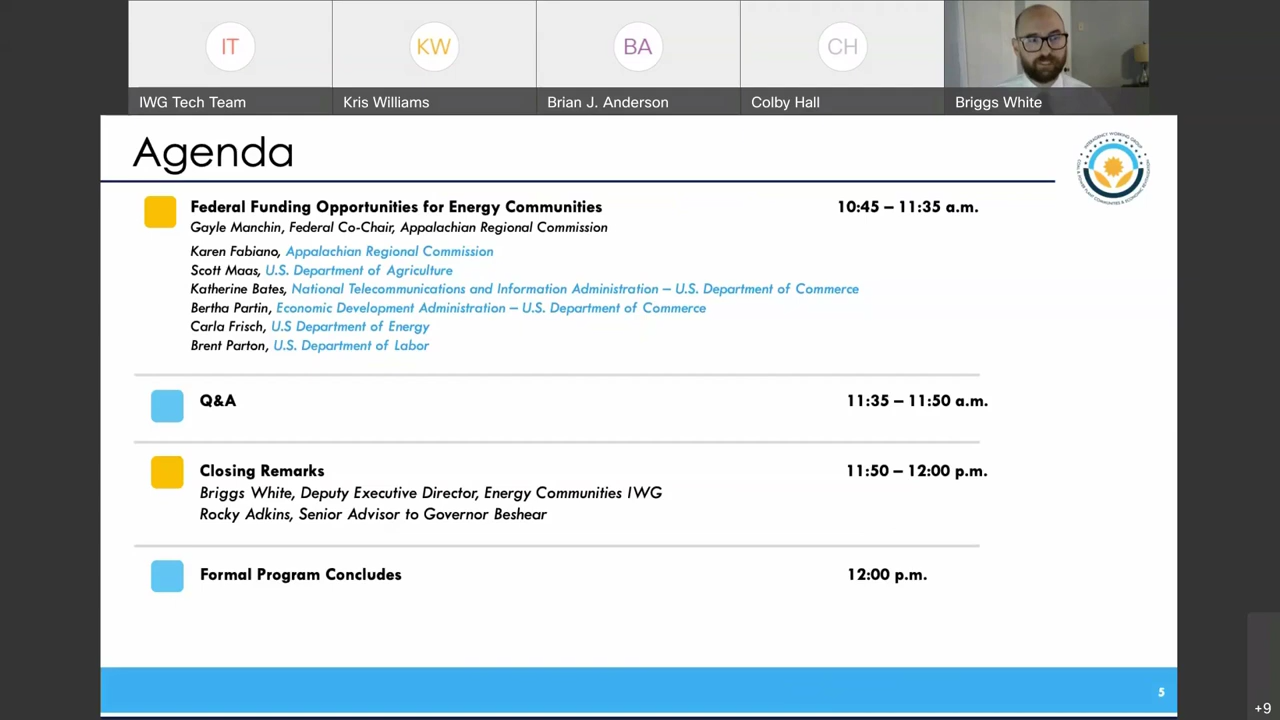 IT
KW
BA
CH
IWG Tech Team
Kris Williams
Brian J. Anderson
Colby Hall
Briggs White
Agenda
Federal Funding Opportunities for Energy Communities 10:45 – 11:35 a.m.
Gayle Manchin, Federal Co-Chair, Appalachian Regional Commission
Karen Fabiano, Appalachian Regional Commission
Scott Maas, U.S. Department of Agriculture
Katherine Bates, National Telecommunications and Information Administration – U.S. Department of Commerce
Bertha Partin, Economic Development Administration – U.S. Department of Commerce
Carla Frisch, U.S Department of Energy
Brent Parton, U.S. Department of Labor
Q&A 11:35 – 11:50 a.m.
Closing Remarks 11:50 – 12:00 p.m.
Briggs White, Deputy Executive Director, Energy Communities IWG
Rocky Adkins, Senior Advisor to Governor Beshear
Formal Program Concludes 12:00 p.m.
5
+9